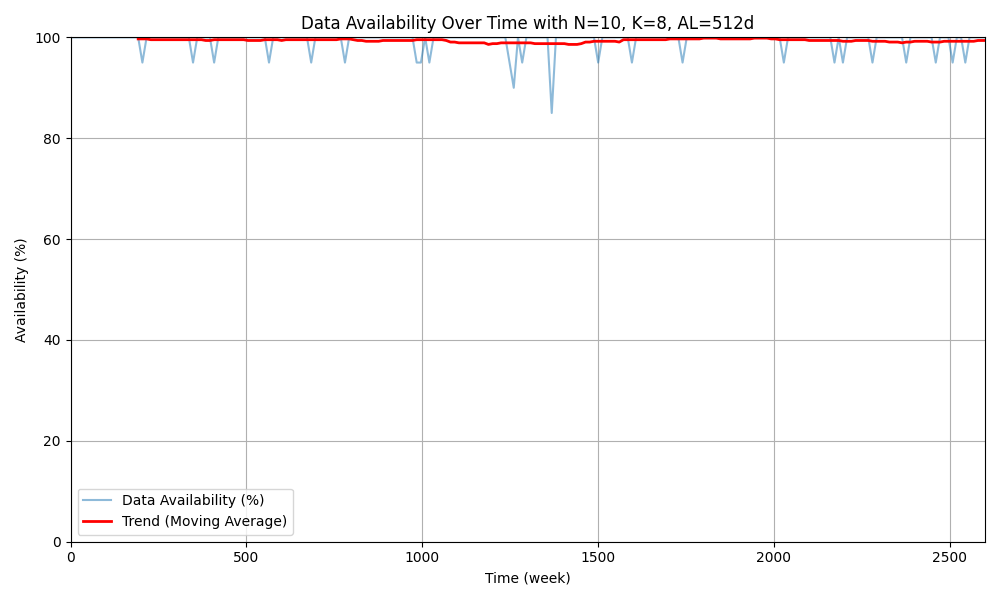 Data Availability Over Time with N=10, K=8, AL=512d
Availability (%)
100
80
60
40
20
0
Data Availability (%)
Trend (Moving Average)
0 500 1000 1500 2000 2500
Time (week)